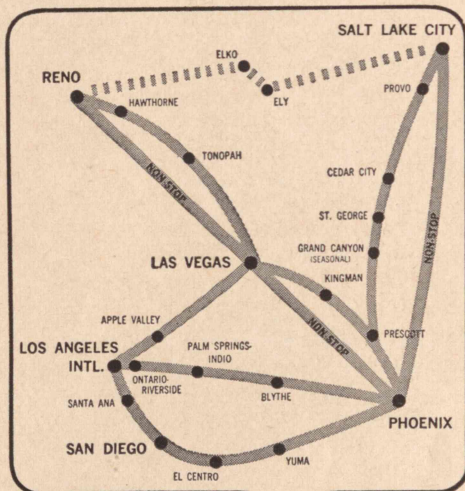 SALT LAKE CITY
ELKO
RENO
ELY
PROVO
HAWTHORNE
TONOPAH
NON-STOP
CEDAR CITY
ST. GEORGE
NON-STOP
GRAND CANYON
(SEASONAL)
LAS VEGAS
KINGMAN
NON-STOP
APPLE VALLEY
PRESCOTT
LOS ANGELES
INTL.
PALM SPRINGS-
INDIO
ONTARIO-
RIVERSIDE
BLYTHE
SANTA ANA
PHOENIX
SAN DIEGO
YUMA
EL CENTRO